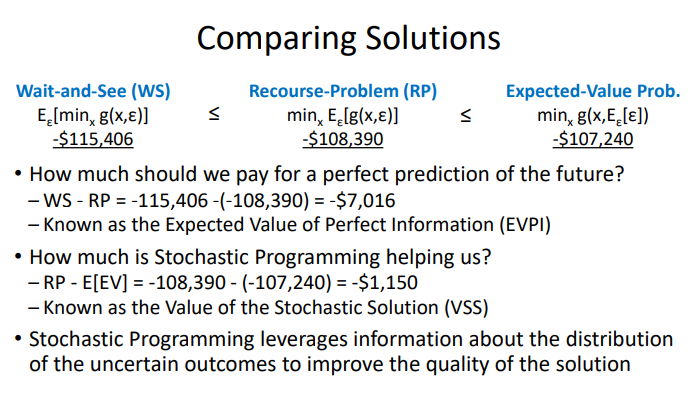 Comparing Solutions
Wait-and-See (WS) Recourse-Problem (RP) Expected-Value Prob.
Eε[minₓ g(x,ε)] ≤ minₓ Eε[g(x,ε)] ≤ minₓ g(x,Eε[ε])
-$115,406 -$108,390 -$107,240
• How much should we pay for a perfect prediction of the future?
– WS - RP = -115,406 -(-108,390) = -$7,016
– Known as the Expected Value of Perfect Information (EVPI)
• How much is Stochastic Programming helping us?
– RP - E[EV] = -108,390 - (-107,240) = -$1,150
– Known as the Value of the Stochastic Solution (VSS)
• Stochastic Programming leverages information about the distribution
of the uncertain outcomes to improve the quality of the solution